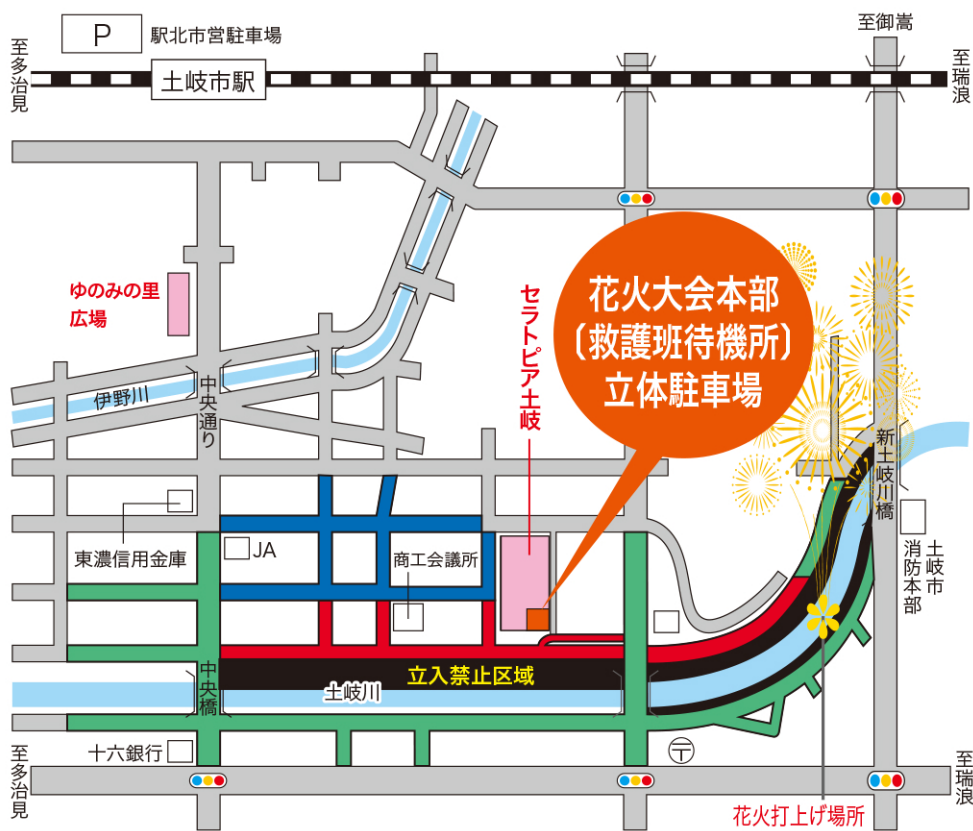 P
駅北市営駐車場
至御嵩
至多治見
土岐市駅
至瑞浪
ゆのみの里
広場
セラトピア土岐
花火大会本部
〔救護班待機所〕
立体駐車場
伊野川
中央通り
新土岐川橋
東濃信用金庫
JA
商工会議所
土岐市
消防本部
立入禁止区域
中央橋
土岐川
十六銀行
〒
至多治見
至瑞浪
花火打上げ場所